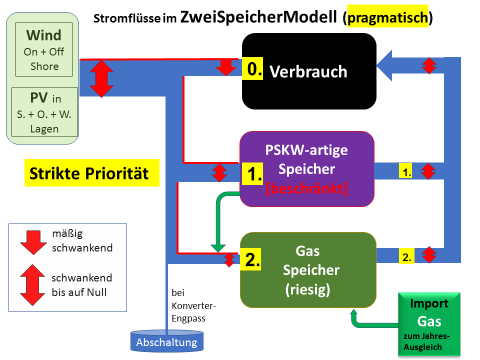 Stromflüsse im ZweiSpeicherModell (pragmatisch)
Wind
On + Off
Shore
PV in
S. + O. + W.
Lagen
0.
Verbrauch
Strikte Priorität
1.
PSKW-artige
Speicher
[beschränkt]
1.
mäßig
schwankend
schwankend
bis auf Null
2.
Gas
Speicher
(riesig)
2.
bei
Konverter-
Engpass
Abschaltung
Import
Gas
zum Jahres-
Ausgleich